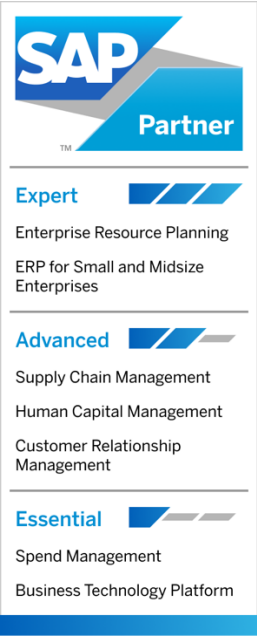 SAP
Partner
TM
Expert
Enterprise Resource Planning
ERP for Small and Midsize
Enterprises
Advanced
Supply Chain Management
Human Capital Management
Customer Relationship
Management
Essential
Spend Management
Business Technology Platform